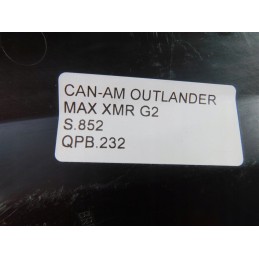 CAN-AM OUTLANDER
MAX XMR G2
S.852
QPB.232